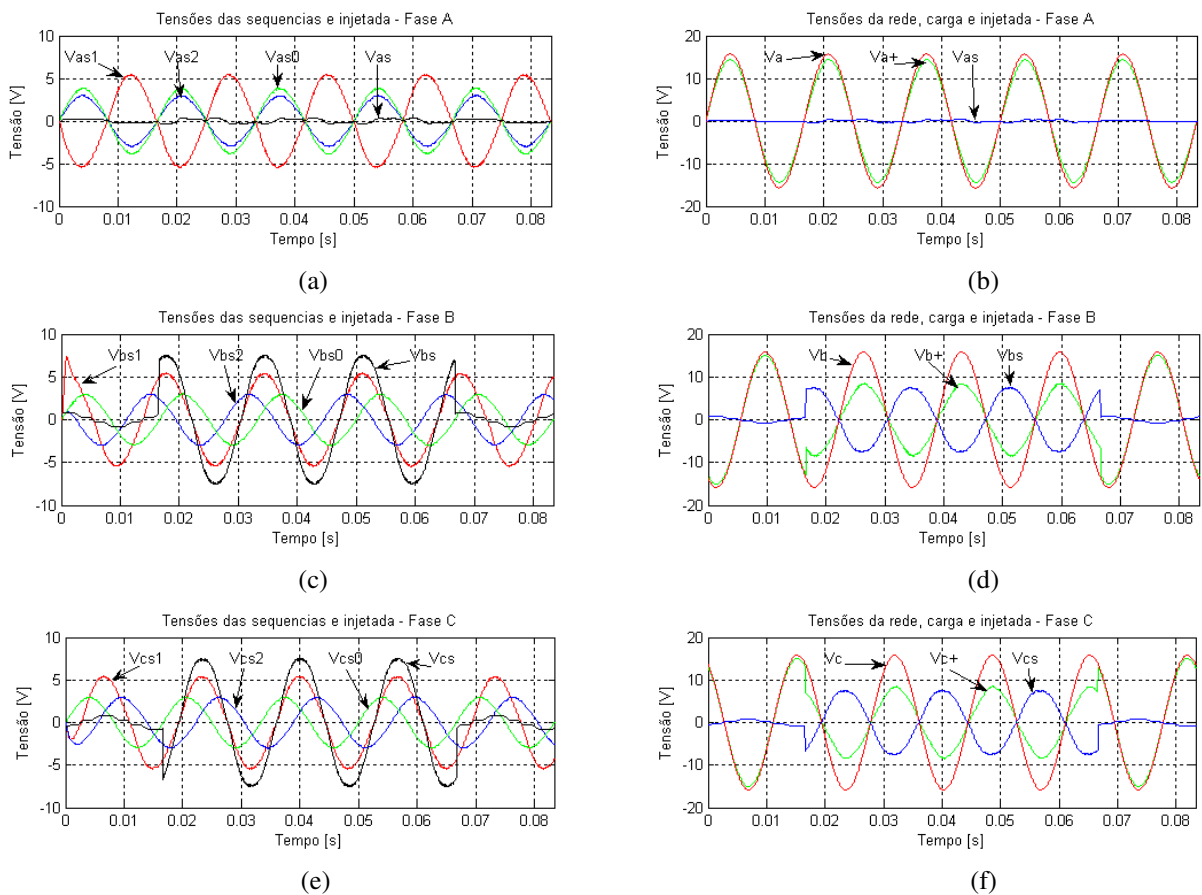 Tensões das sequencias e injetada - Fase A
Vas1 Vas2 Vas0 Vas
Tensão [V]
10
5
0
-5
-10
0 0.01 0.02 0.03 0.04 0.05 0.06 0.07 0.08
Tempo [s]
(a)
Tensões da rede, carga e injetada - Fase A
Va Va+ Vas
Tensão [V]
20
10
0
-10
-20
0 0.01 0.02 0.03 0.04 0.05 0.06 0.07 0.08
Tempo [s]
(b)
Tensões das sequencias e injetada - Fase B
Vbs1 Vbs2 Vbs0 Vbs
Tensão [V]
10
5
0
-5
-10
0 0.01 0.02 0.03 0.04 0.05 0.06 0.07 0.08
Tempo [s]
(c)
Tensões da rede, carga e injetada - Fase B
Vb Vb+ Vbs
Tensão [V]
20
10
0
-10
-20
0 0.01 0.02 0.03 0.04 0.05 0.06 0.07 0.08
Tempo [s]
(d)
Tensões das sequencias e injetada - Fase C
Vcs1 Vcs2 Vcs0 Vcs
Tensão [V]
10
5
0
-5
-10
0 0.01 0.02 0.03 0.04 0.05 0.06 0.07 0.08
Tempo [s]
(e)
Tensões da rede, carga e injetada - Fase C
Vc Vc+ Vcs
Tensão [V]
20
10
0
-10
-20
0 0.01 0.02 0.03 0.04 0.05 0.06 0.07 0.08
Tempo [s]
(f)